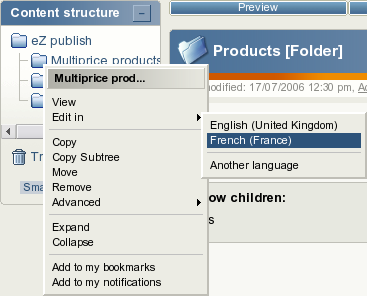 Content structure
Preview
eZ publish
Multiprice products
Products [Folder]
Multiprice prod...
modified: 17/07/2006 12:30 pm,
View
Edit in
English (United Kingdom)
French (France)
Another language
Copy
Copy Subtree
Move
Remove
Advanced
Expand
Collapse
Add to my bookmarks
Add to my notifications
Tr
Sma
ow children:
s